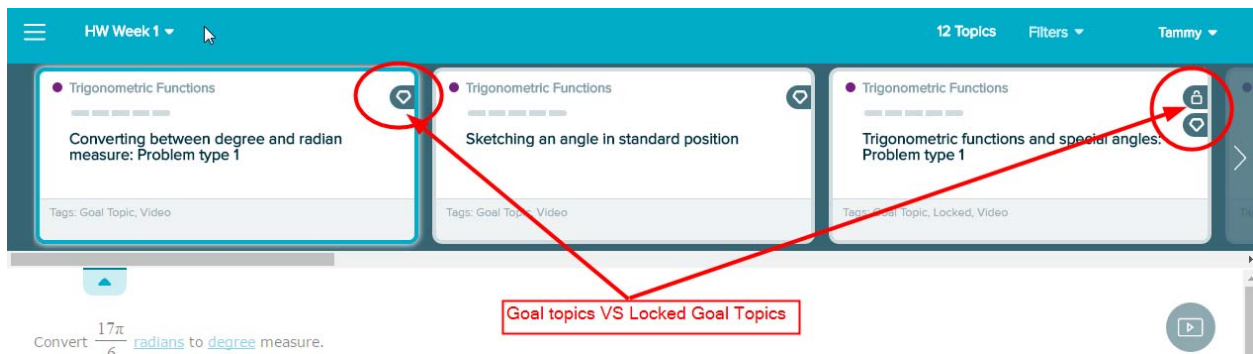 HW Week 1
12 Topics
Filters
Tammy
Trigonometric Functions
Converting between degree and radian
measure: Problem type 1
Tags: Goal Topic, Video
Trigonometric Functions
Sketching an angle in standard position
Tags: Goal Topic, Video
Trigonometric Functions
Trigonometric functions and special angles:
Problem type 1
Tags: Goal Topic, Locked, Video
Goal topics VS Locked Goal Topics
Convert 17π/6 radians to degree measure.